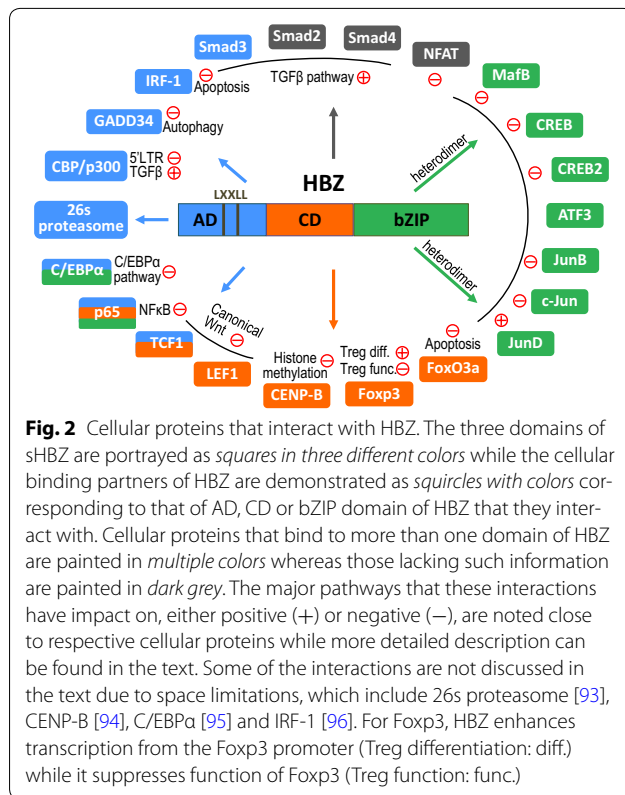 Smad2
Smad4
Smad3
NFAT
IRF-1
Apoptosis
TGFβ pathway ⊕
MafB
GADD34
Autophagy
CREB
5'LTR ⊖
CBP/p300
TGFβ ⊕
LXXLL
HBZ
heterodimer
CREB2
26s
proteasome
AD
CD
bZIP
ATF3
C/EBPα
C/EBPα
pathway ⊖
heterodimer
JunB
p65
NFκB ⊖
c-Jun
TCF1
Canonical
Wnt ⊖
JunD
LEF1
Histone
methylation ⊖
CENP-B
Treg diff. ⊕
Treg func. ⊖
Foxp3
Apoptosis
FoxO3a
Fig. 2 Cellular proteins that interact with HBZ. The three domains of
sHBZ are portrayed as squares in three different colors while the cellular
binding partners of HBZ are demonstrated as squircles with colors cor-
responding to that of AD, CD or bZIP domain of HBZ that they inter-
act with. Cellular proteins that bind to more than one domain of HBZ
are painted in multiple colors whereas those lacking such information
are painted in dark grey. The major pathways that these interactions
have impact on, either positive (+) or negative (−), are noted close
to respective cellular proteins while more detailed description can
be found in the text. Some of the interactions are not discussed in
the text due to space limitations, which include 26s proteasome [93],
CENP-B [94], C/EBPα [95] and IRF-1 [96]. For Foxp3, HBZ enhances
transcription from the Foxp3 promoter (Treg differentiation: diff.)
while it suppresses function of Foxp3 (Treg function: func.)